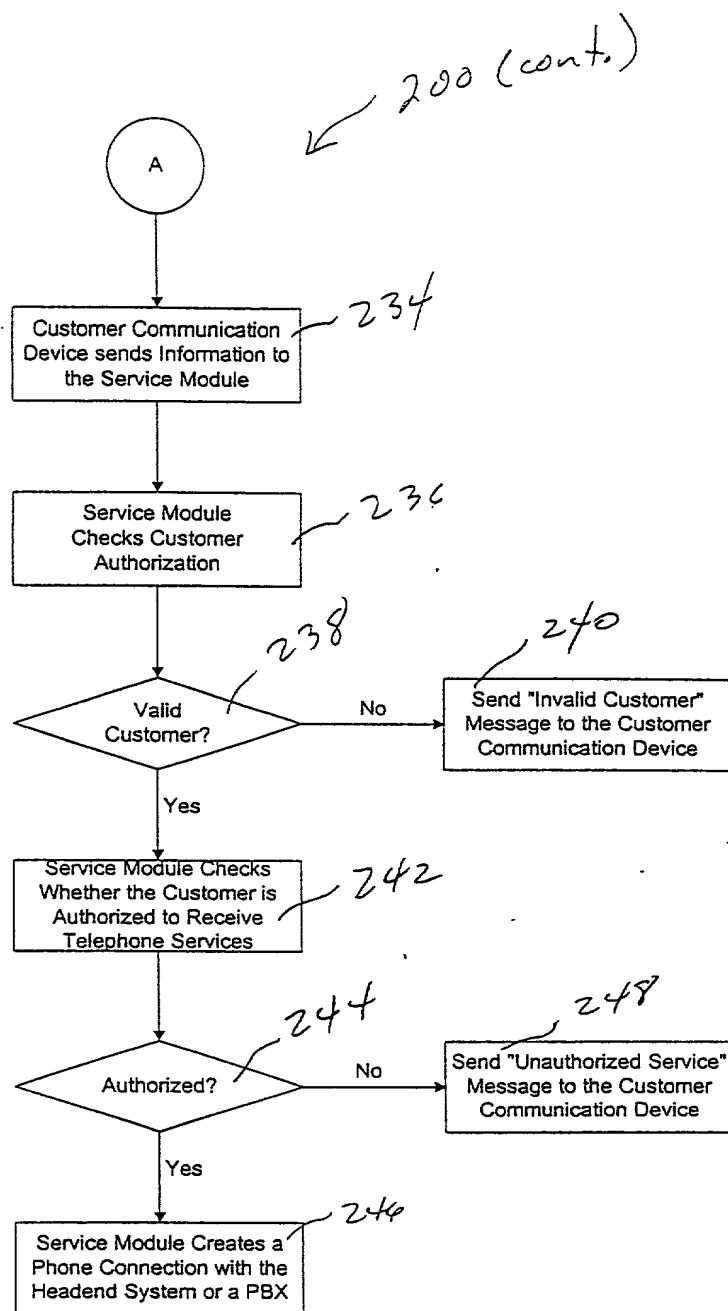 200 (cont.)
A
234
Customer Communication
Device sends Information to
the Service Module
236
Service Module
Checks Customer
Authorization
238
Valid
Customer?
No
240
Send "Invalid Customer"
Message to the Customer
Communication Device
Yes
242
Service Module Checks
Whether the Customer is
Authorized to Receive
Telephone Services
244
Authorized?
No
248
Send "Unauthorized Service"
Message to the Customer
Communication Device
Yes
246
Service Module Creates a
Phone Connection with the
Headend System or a PBX